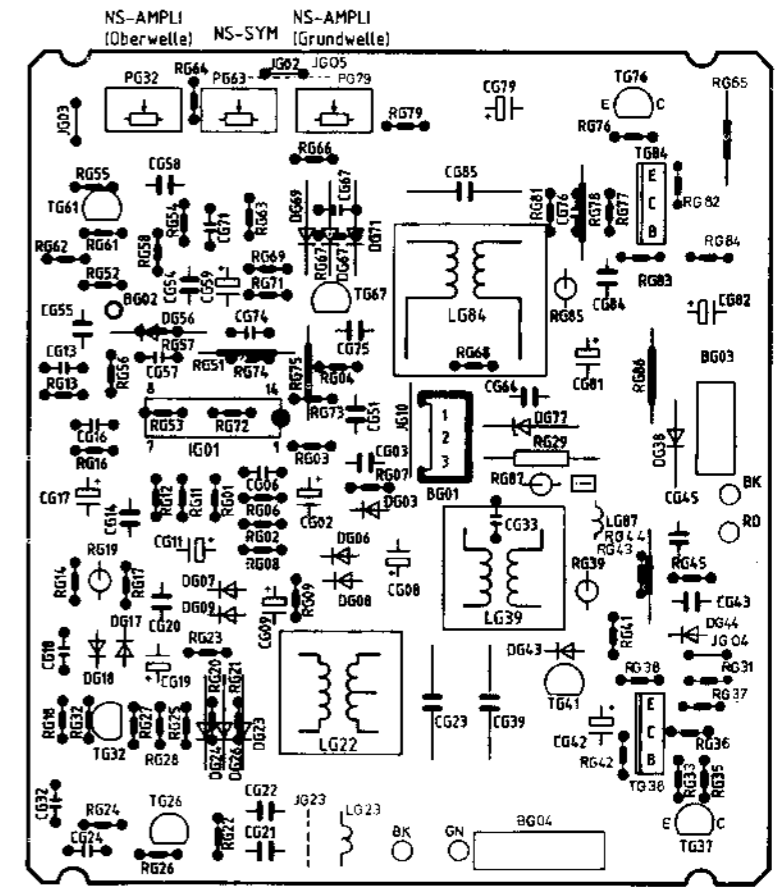 NS-AMPLI
(Oberwelle)
NS-SYM
NS-AMPLI
(Grundwelle)
JG02
JG05
RG64
PG32
PG63
PG79
CG79
TG76
RG65
JG03
RG79
E
C
RG76
TG84
RG66
CG58
CG85
RG55
TG61
RG54
CG71
RG63
DG69
CG67
DG71
RG81
CG76
RG78
RG77
E
C
B
RG82
RG61
RG58
RG62
RG67
DG67
RG84
RG69
RG52
CG54
CG59
RG71
TG67
RG85
CG84
RG83
BG02
CG55
LG84
CG82
DG56
CG74
RG57
CG75
CG13
CG57
RG51
RG74
RG75
RG04
RG68
CG81
RG86
BG03
RG56
RG13
8
14
RG73
CG51
JG10
CG64
RG53
RG72
1
2
3
DG77
DG38
CG16
7
IG01
1
RG03
RG29
RG16
CG03
CG06
RG07
BG01
RG87
CG45
BK
CG17
CG14
RG12
RG11
RG01
RG06
CG02
DG03
CG33
LG87
RD
CG11
RG02
RG44
RG43
RG08
DG06
RG19
RG14
RG17
DG07
DG08
CG08
RG39
RG45
DG09
RG09
CG20
CG09
LG39
CG43
DG17
RG41
DG44
CG18
RG23
DG43
JG04
DG18
CG19
RG20
RG21
RG38
RG31
TG41
RG37
RG18
RG32
RG27
RG25
DG23
CG23
CG39
E
C
B
TG32
RG28
DG24
DG26
LG22
CG42
RG42
RG36
TG38
RG33
RG35
CG32
CG22
JG23
LG23
RG24
TG26
BG04
CG24
RG22
CG21
BK
GN
E
C
RG26
TG37